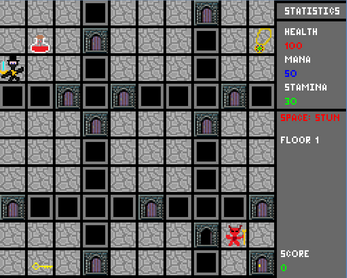 STATISTICS
HEALTH
100
MANA
50
STAMINA
30
SPACE: STUN
FLOOR 1
SCORE
0